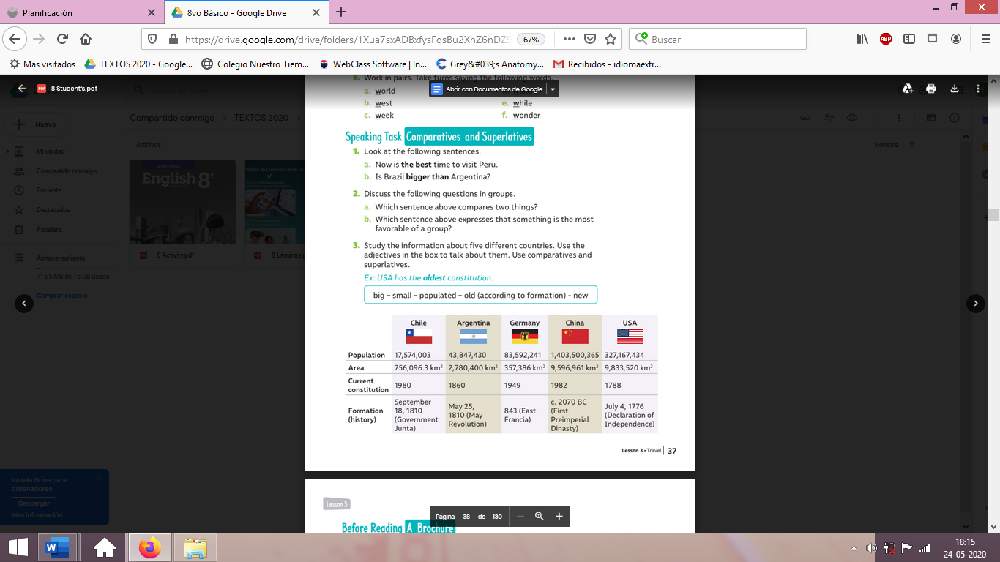 Planificación
8vo Básico - Google Drive
https://drive.google.com/drive/folders/1Xua7sxADBxfysFqsBu2XhZ6nDZS
67%
Buscar
ABP
Más visitados
TEXTOS 2020 - Google...
Colegio Nuestro Tiem...
WebClass Software | In...
Grey&#039;s Anatomy...
Recibidos - idiomaextr...
8 Student's.pdf
Abrir con Documentos de Google
Nuevo
Mi unidad
Compartido conmigo
Reciente
Destacados
Papelera
Almacenamiento
715,5 MB de 15 GB usado
Comprar espacio
Compartido conmigo
TEXTOS 2020
Archivos
Nombre
English 8°
8 Activity.pdf
8 Láminas.p
5. Work in pairs. Take turns saying the following words.
a. world
b. west
e. while
c. week
f. wonder
Speaking Task Comparatives and Superlatives
1. Look at the following sentences.
a. Now is the best time to visit Peru.
b. Is Brazil bigger than Argentina?
2. Discuss the following questions in groups.
a. Which sentence above compares two things?
b. Which sentence above expresses that something is the most
favorable of a group?
3. Study the information about five different countries. Use the
adjectives in the box to talk about them. Use comparatives and
superlatives.
Ex: USA has the oldest constitution.
big – small – populated – old (according to formation) - new
Chile Argentina Germany China USA
Population 17,574,003 43,847,430 83,592,241 1,403,500,365 327,167,434
Area 756,096.3 km² 2,780,400 km² 357,386 km² 9,596,961 km² 9,833,520 km²
Current
constitution 1980 1860 1949 1982 1788
Formation
(history)
September
18, 1810
(Government
Junta)
May 25,
1810 (May
Revolution)
843 (East
Francia)
c. 2070 BC
(First
Preimperial
Dinasty)
July 4, 1776
(Declaration of
Independence)
Lesson 3 • Travel 37
Lesson 3
Before Reading A Brochure
Página 38 de 130
Instala Drive para
ordenadores
Descargar
Más información
18:15
24-05-2020